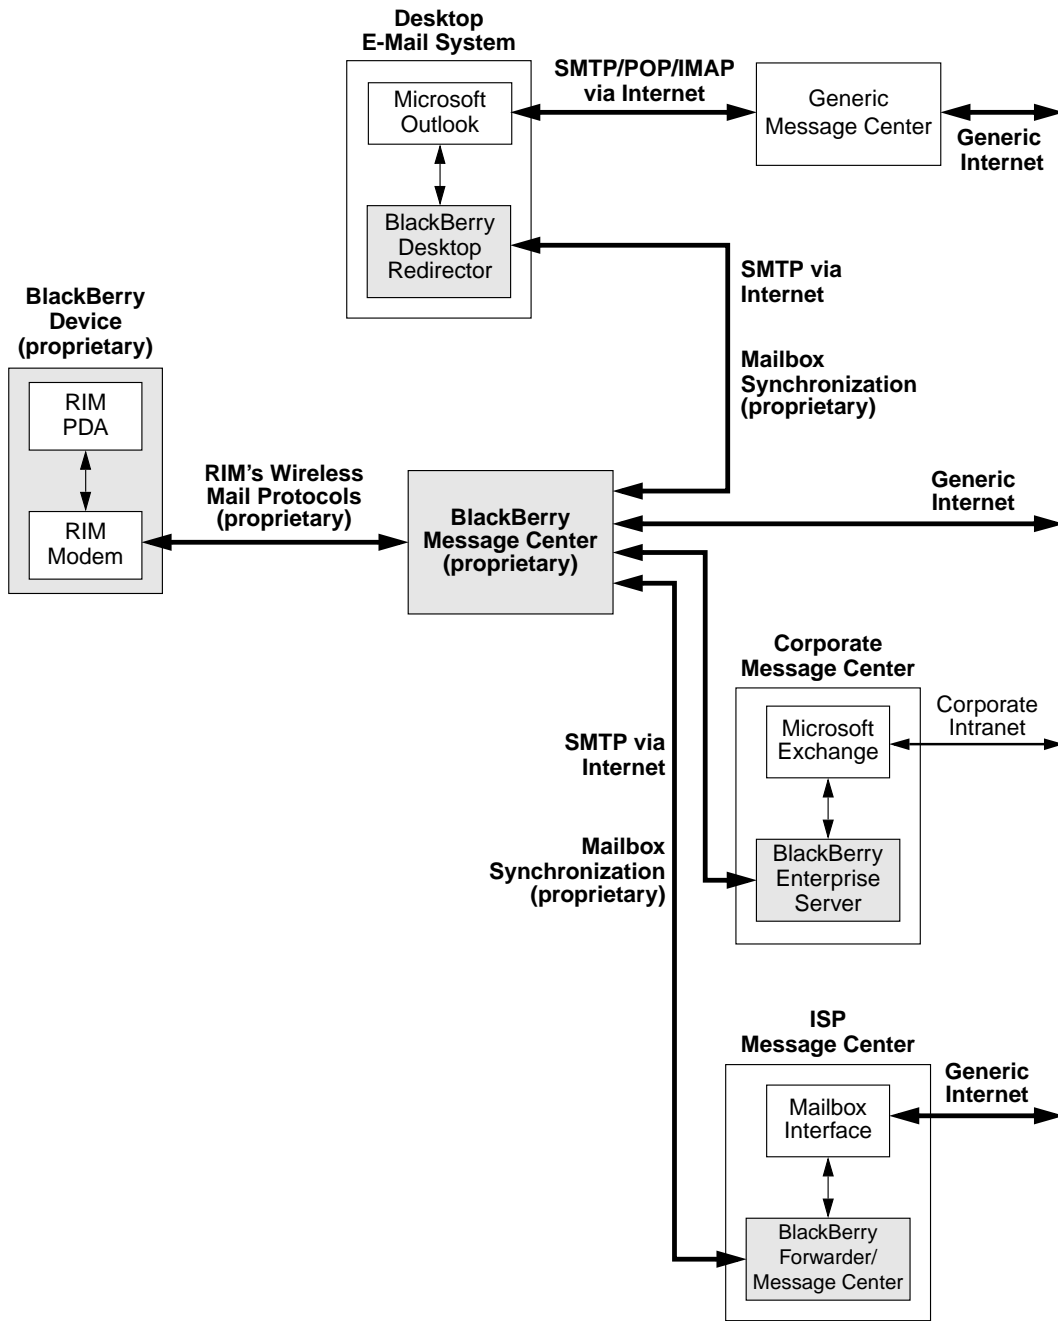 Desktop
E-Mail System
Microsoft
Outlook
BlackBerry
Desktop
Redirector
SMTP/POP/IMAP
via Internet
Generic
Message Center
Generic
Internet
SMTP via
Internet
Mailbox
Synchronization
(proprietary)
BlackBerry
Device
(proprietary)
RIM
PDA
RIM
Modem
RIM's Wireless
Mail Protocols
(proprietary)
BlackBerry
Message Center
(proprietary)
Generic
Internet
Corporate
Message Center
Microsoft
Exchange
Corporate
Intranet
BlackBerry
Enterprise
Server
SMTP via
Internet
Mailbox
Synchronization
(proprietary)
ISP
Message Center
Mailbox
Interface
Generic
Internet
BlackBerry
Forwarder/
Message Center